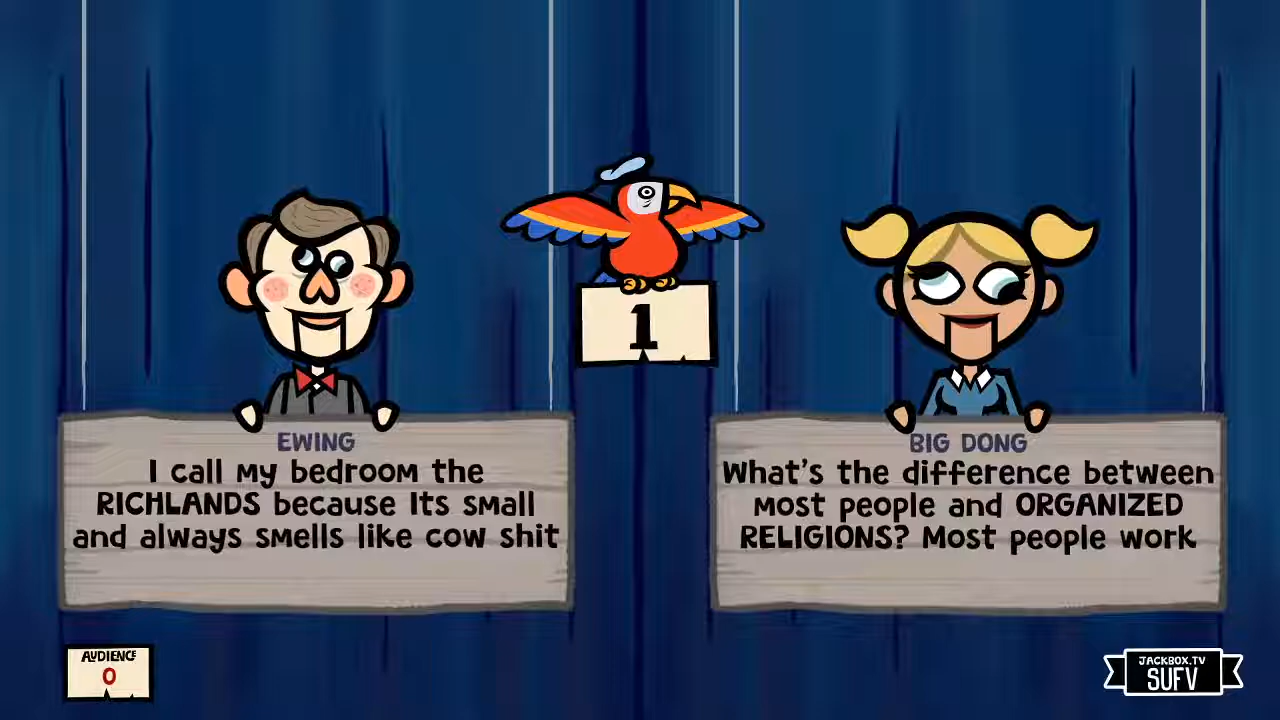 1
EWING
I call my bedroom the
RICHLANDS because Its small
and always smells like cow shit
BIG DONG
What's the difference between
most people and ORGANIZED
RELIGIONS? Most people work
AUDIENCE
0
JACKBOX.TV
SUFV